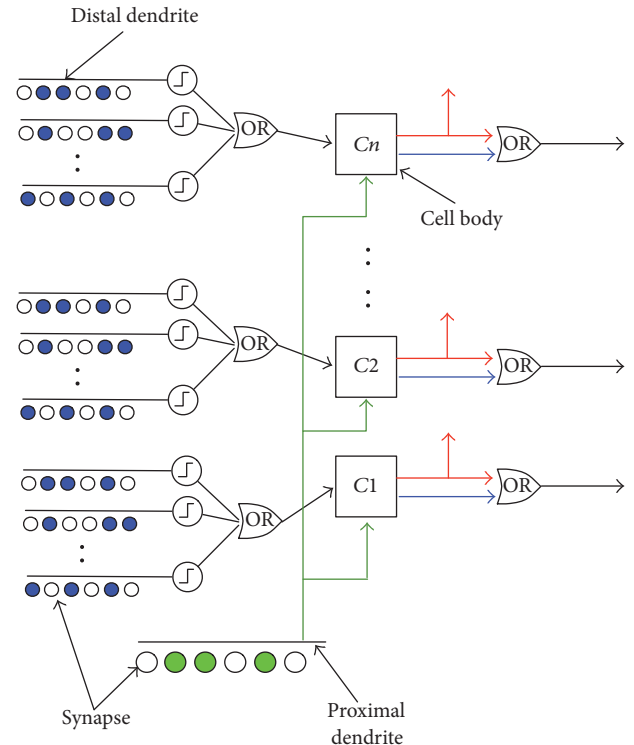 Distal dendrite
OR
Cn
OR
Cell body
OR
C2
OR
OR
C1
OR
Synapse
Proximal
dendrite